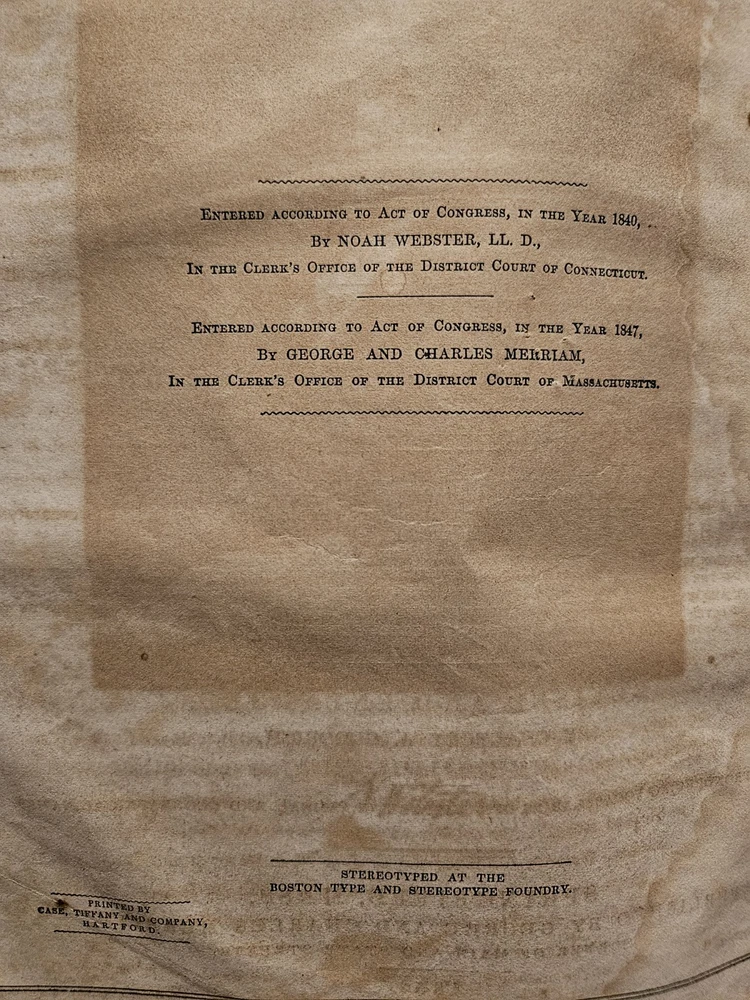 Entered according to Act of Congress, in the Year 1840,
By NOAH WEBSTER, LL. D.,
In the Clerk's Office of the District Court of Connecticut.
Entered according to Act of Congress, in the Year 1847,
By GEORGE AND CHARLES MERRIAM,
In the Clerk's Office of the District Court of Massachusetts.
STEREOTYPED AT THE
BOSTON TYPE AND STEREOTYPE FOUNDRY.
PRINTED BY
CASE, TIFFANY AND COMPANY,
HARTFORD.